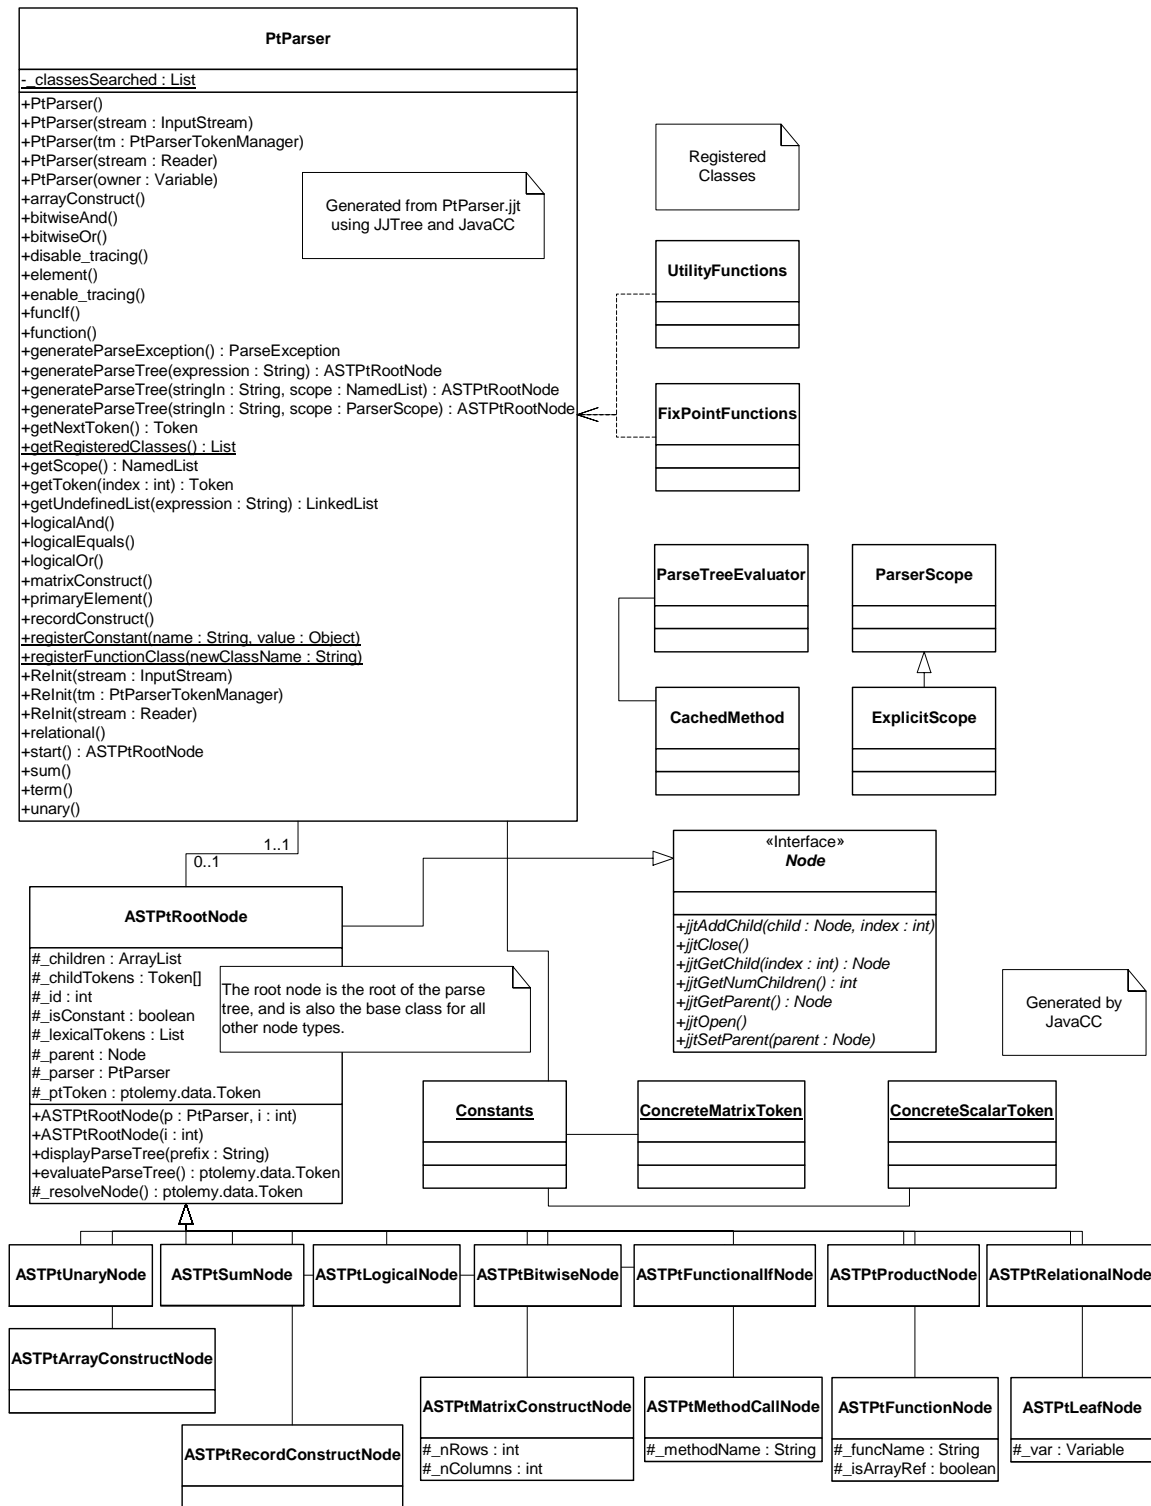 PtParser
-_classesSearched : List
+PtParser()
+PtParser(stream : InputStream)
+PtParser(tm : PtParserTokenManager)
+PtParser(stream : Reader)
+PtParser(owner : Variable)
+arrayConstruct()
+bitwiseAnd()
+bitwiseOr()
+disable_tracing()
+element()
+enable_tracing()
+funcIf()
+function()
+generateParseException() : ParseException
+generateParseTree(expression : String) : ASTPtRootNode
+generateParseTree(stringIn : String, scope : NamedList) : ASTPtRootNode
+generateParseTree(stringIn : String, scope : ParserScope) : ASTPtRootNode
+getNextToken() : Token
+getRegisteredClasses() : List
+getScope() : NamedList
+getToken(index : int) : Token
+getUndefinedList(expression : String) : LinkedList
+logicalAnd()
+logicalEquals()
+logicalOr()
+matrixConstruct()
+primaryElement()
+recordConstruct()
+registerConstant(name : String, value : Object)
+registerFunctionClass(newClassName : String)
+ReInit(stream : InputStream)
+ReInit(tm : PtParserTokenManager)
+ReInit(stream : Reader)
+relational()
+start() : ASTPtRootNode
+sum()
+term()
+unary()
Generated from PtParser.jjt
using JJTree and JavaCC
Registered
Classes
UtilityFunctions
FixPointFunctions
ParseTreeEvaluator
ParserScope
CachedMethod
ExplicitScope
1..1
0..1
«Interface»
Node
+jjtAddChild(child : Node, index : int)
+jjtClose()
+jjtGetChild(index : int) : Node
+jjtGetNumChildren() : int
+jjtGetParent() : Node
+jjtOpen()
+jjtSetParent(parent : Node)
Generated by
JavaCC
ASTPtRootNode
#_children : ArrayList
#_childTokens : Token[]
#_id : int
#_isConstant : boolean
#_lexicalTokens : List
#_parent : Node
#_parser : PtParser
#_ptToken : ptolemy.data.Token
+ASTPtRootNode(p : PtParser, i : int)
+ASTPtRootNode(i : int)
+displayParseTree(prefix : String)
+evaluateParseTree() : ptolemy.data.Token
#_resolveNode() : ptolemy.data.Token
The root node is the root of the parse
tree, and is also the base class for all
other node types.
Constants
ConcreteMatrixToken
ConcreteScalarToken
ASTPtUnaryNode
ASTPtSumNode
ASTPtLogicalNode
ASTPtBitwiseNode
ASTPtFunctionalIfNode
ASTPtProductNode
ASTPtRelationalNode
ASTPtArrayConstructNode
ASTPtRecordConstructNode
ASTPtMatrixConstructNode
#_nRows : int
#_nColumns : int
ASTPtMethodCallNode
#_methodName : String
ASTPtFunctionNode
#_funcName : String
#_isArrayRef : boolean
ASTPtLeafNode
#_var : Variable